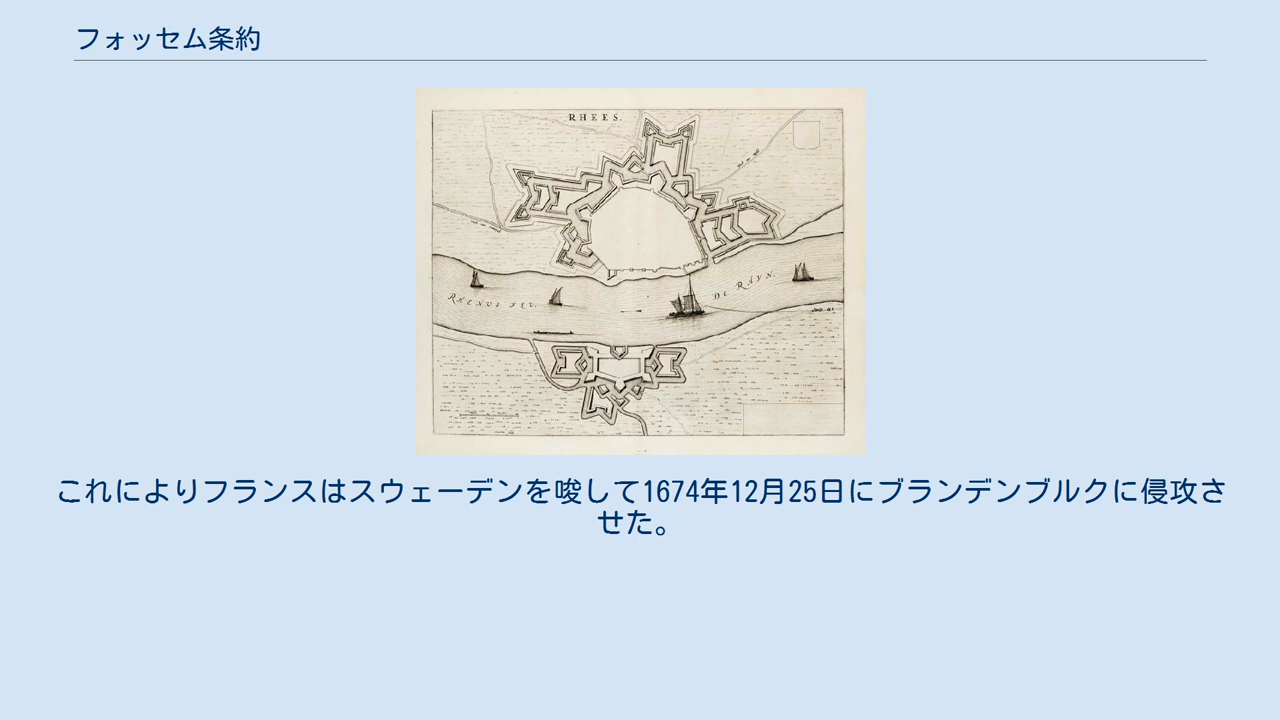 フォッセム条約
RHEES.
RHENUS FLU.
DE RHYN.
これによりフランスはスウェーデンを唆して1674年12月25日にブランデンブルクに侵攻さ
せた。